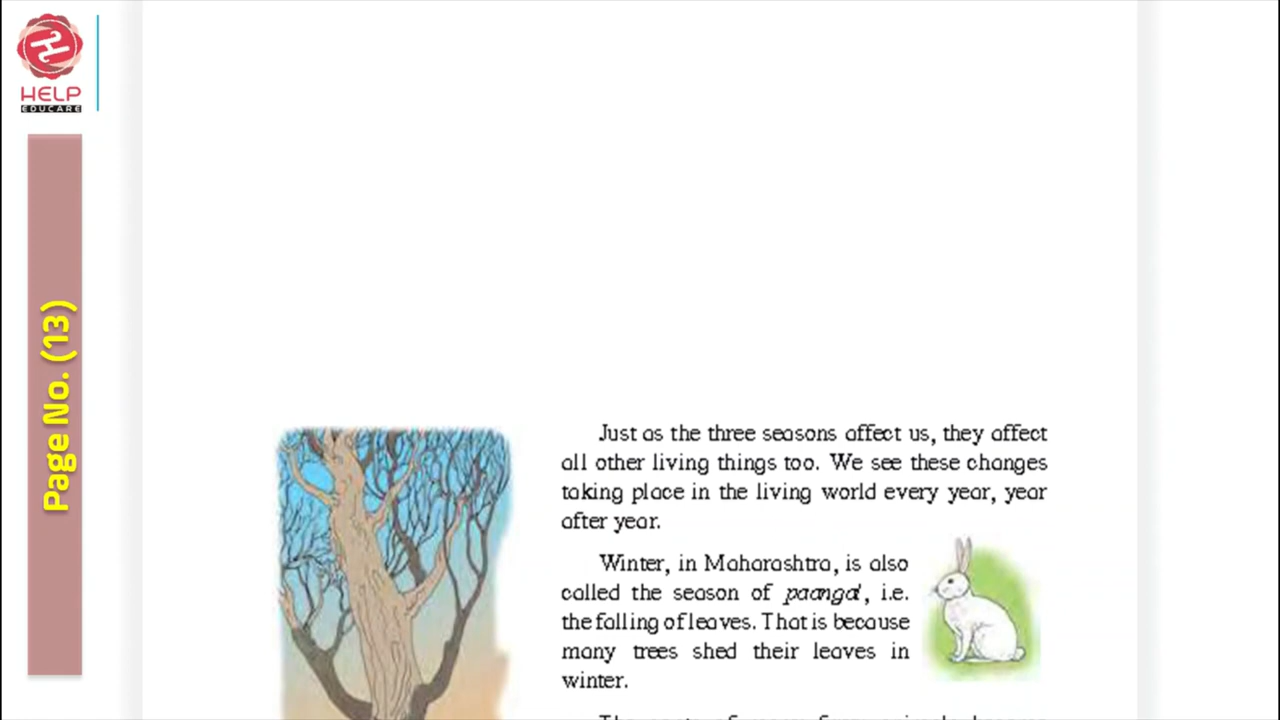 HELP
EDUCARE
Page No. (13)
Just as the three seasons affect us, they affect
all other living things too. We see these changes
taking place in the living world every year, year
after year.
Winter, in Maharashtra, is also
called the season of paangal, i.e.
the falling of leaves. That is because
many trees shed their leaves in
winter.